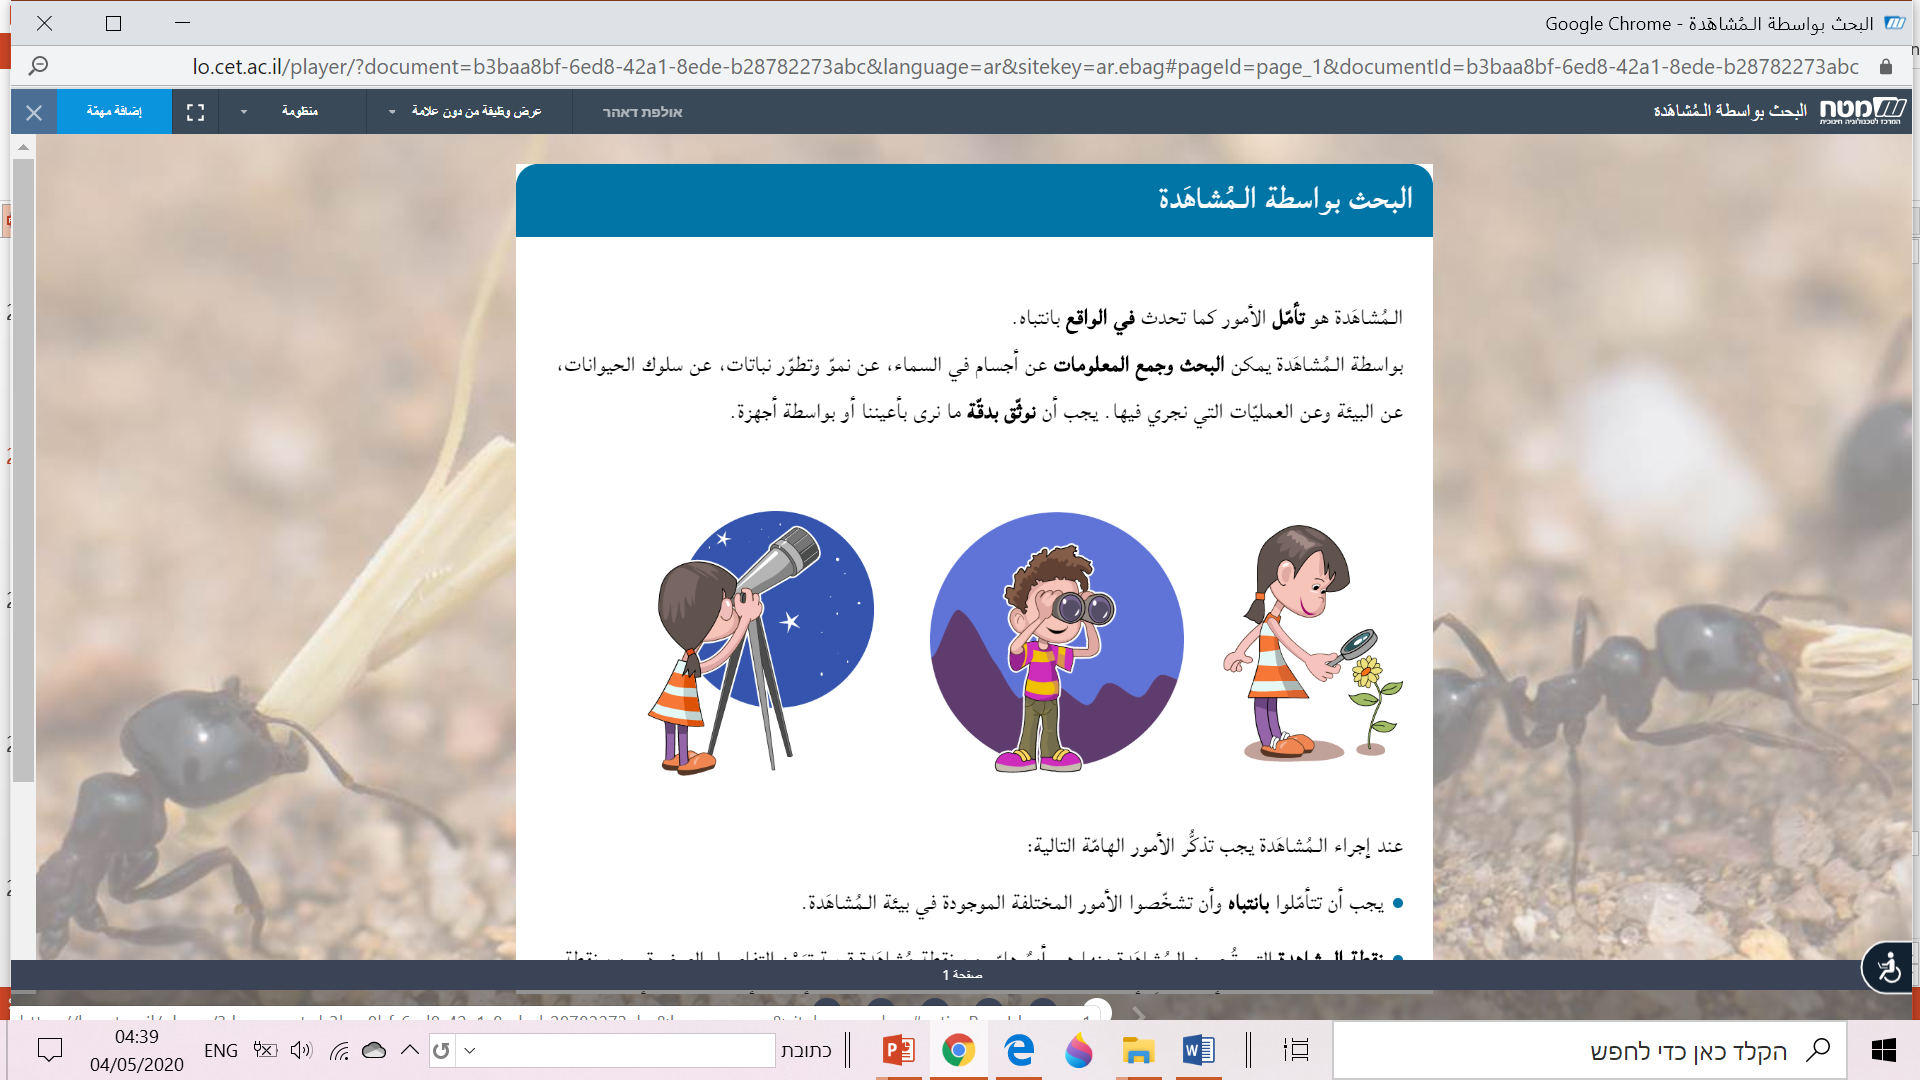 البحث بواسطة الـمُشاهَدة - Google Chrome
lo.cet.ac.il/player/?document=b3baa8bf-6ed8-42a1-8ede-b28782273abc&language=ar&sitekey=ar.ebag#pageId=page_1&documentId=b3baa8bf-6ed8-42a1-8ede-b28782273abc
מטח
המרכז לטכנולוגיה חינוכית
البحث بواسطة الـمُشاهَدة
אולפת דאהר
عرض وظيفة من دون علامة
منظومة
إضافة مهمّة
البحث بواسطة الـمُشاهَدة
الـمُشاهَدة هو تأمّل الأمور كما تحدث في الواقع بانتباه.
بواسطة الـمُشاهَدة يمكن البحث وجمع المعلومات عن أجسام في السماء، عن نموّ وتطوّر نباتات، عن سلوك الحيوانات،
عن البيئة وعن العمليّات التي نجري فيها. يجب أن نوثّق بدقّة ما نرى بأعيننا أو بواسطة أجهزة.
عند إجراء الـمُشاهَدة يجب تذكُّر الأمور الهامّة التالية:
• يجب أن تتأمّلوا بانتباه وأن تشخّصوا الأمور المختلفة الموجودة في بيئة الـمُشاهَدة.
صفحة 1
הקלד כאן כדי לחפש
כתובת
ENG
04:39
04/05/2020